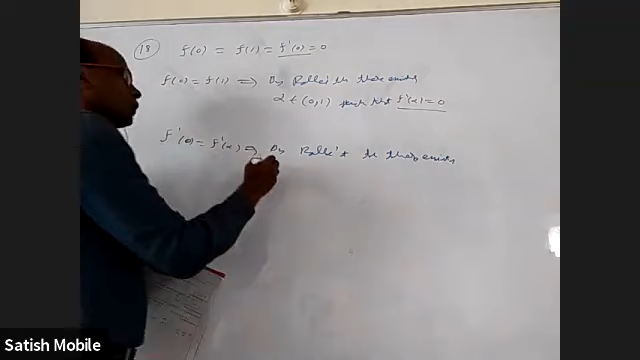 18 f(0) = f(1) = f'(0) = 0
f(0) = f(1) ⇒ By Rolle's th there exists
α ∈ (0,1) such that f'(α) = 0
f'(0) = f'(α) ⇒ By Rolle's th there exists
Satish Mobile